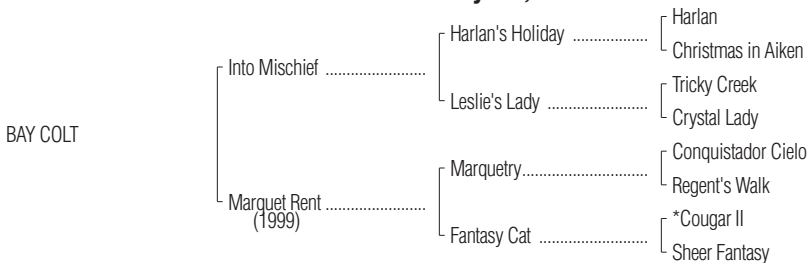 Harlan
Harlan's Holiday ..................
Christmas in Aiken
Into Mischief ........................
Tricky Creek
Leslie's Lady ........................
Crystal Lady
BAY COLT
Conquistador Cielo
Marquetry..............................
Regent's Walk
Marquet Rent ........................
(1999)
*Cougar II
Fantasy Cat ..........................
Sheer Fantasy